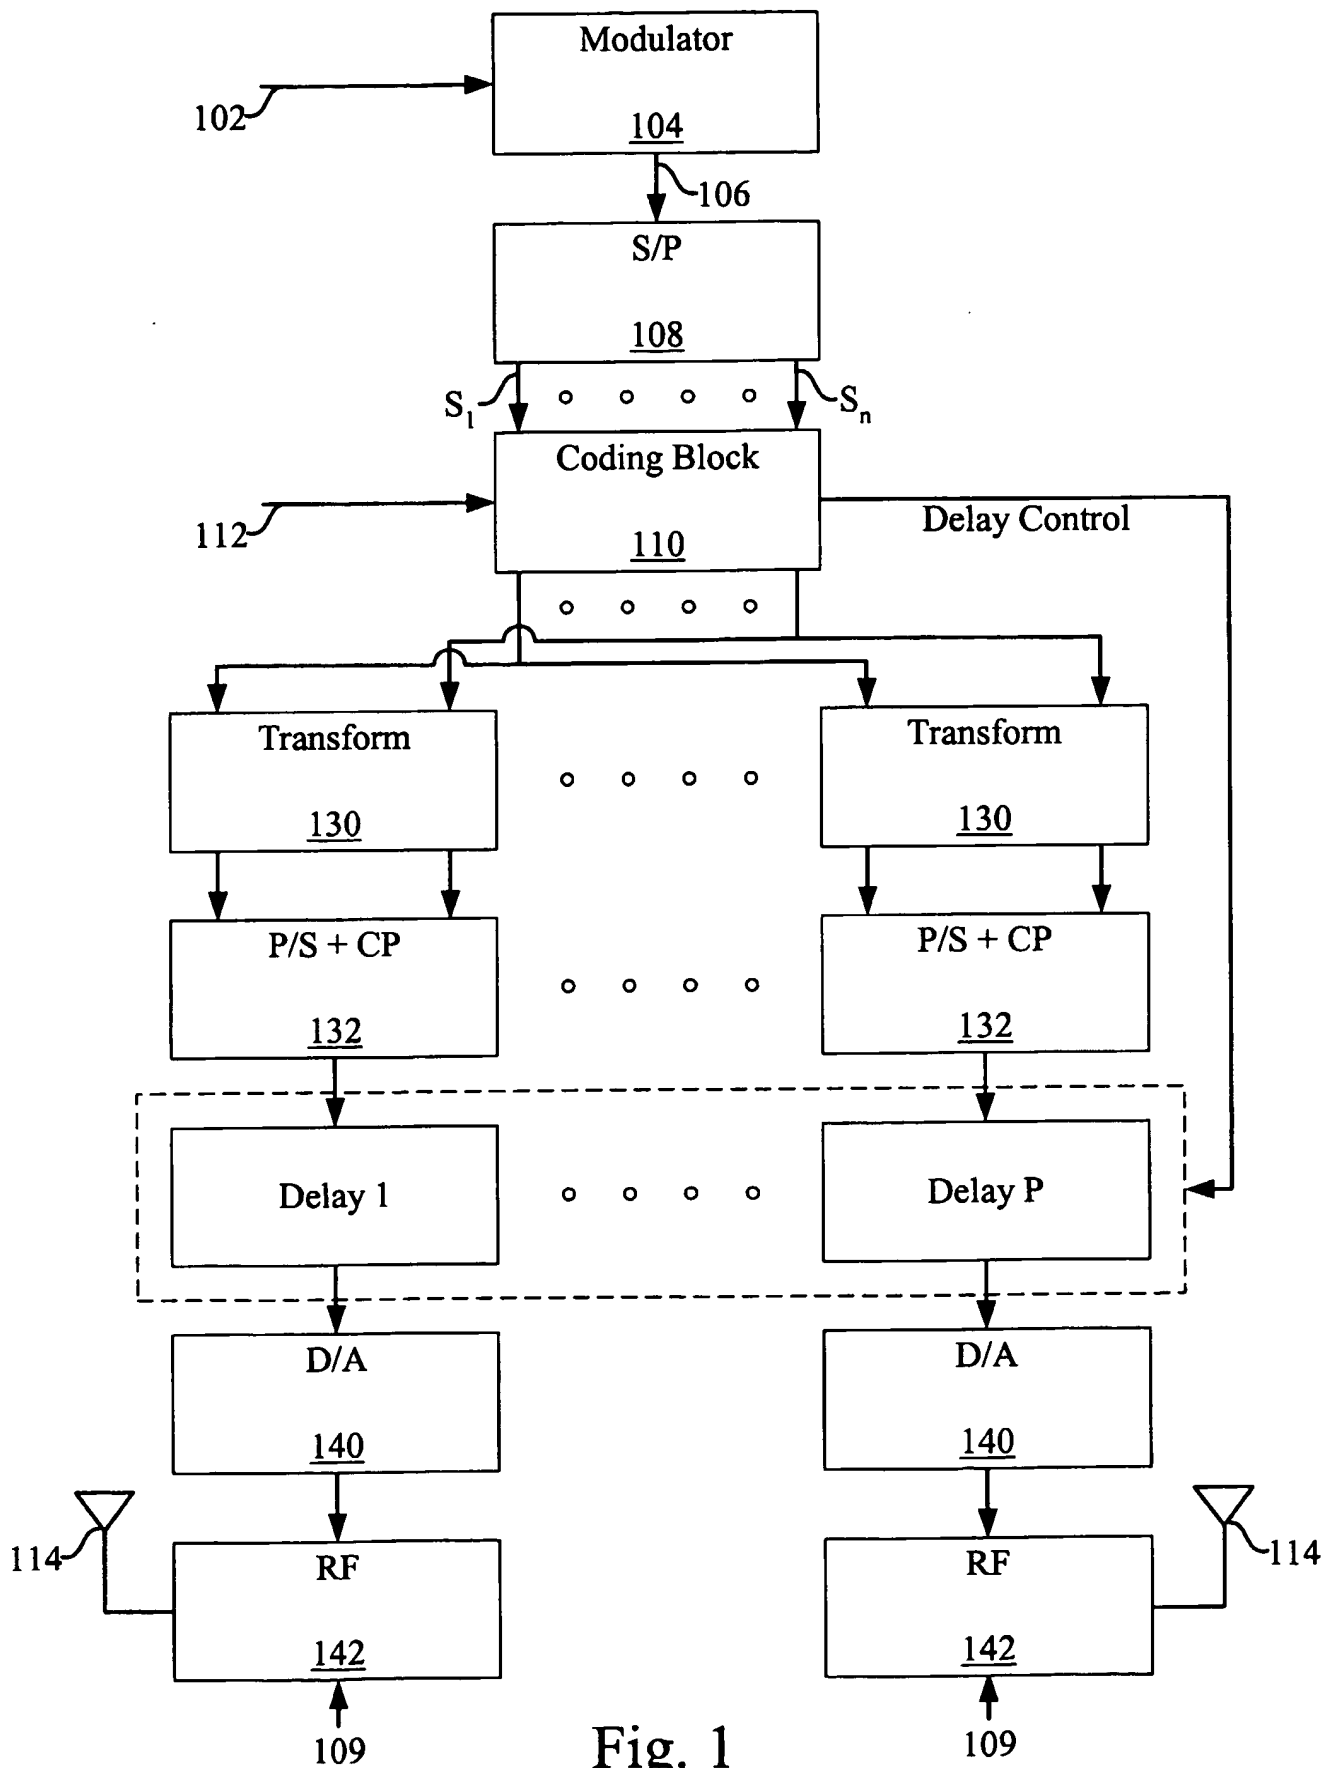 Modulator
104
102
106
S/P
108
S1
Sn
Coding Block
110
112
Delay Control
Transform
130
Transform
130
P/S + CP
132
P/S + CP
132
Delay 1
Delay P
D/A
140
D/A
140
114
RF
142
RF
142
114
109
109
Fig. 1